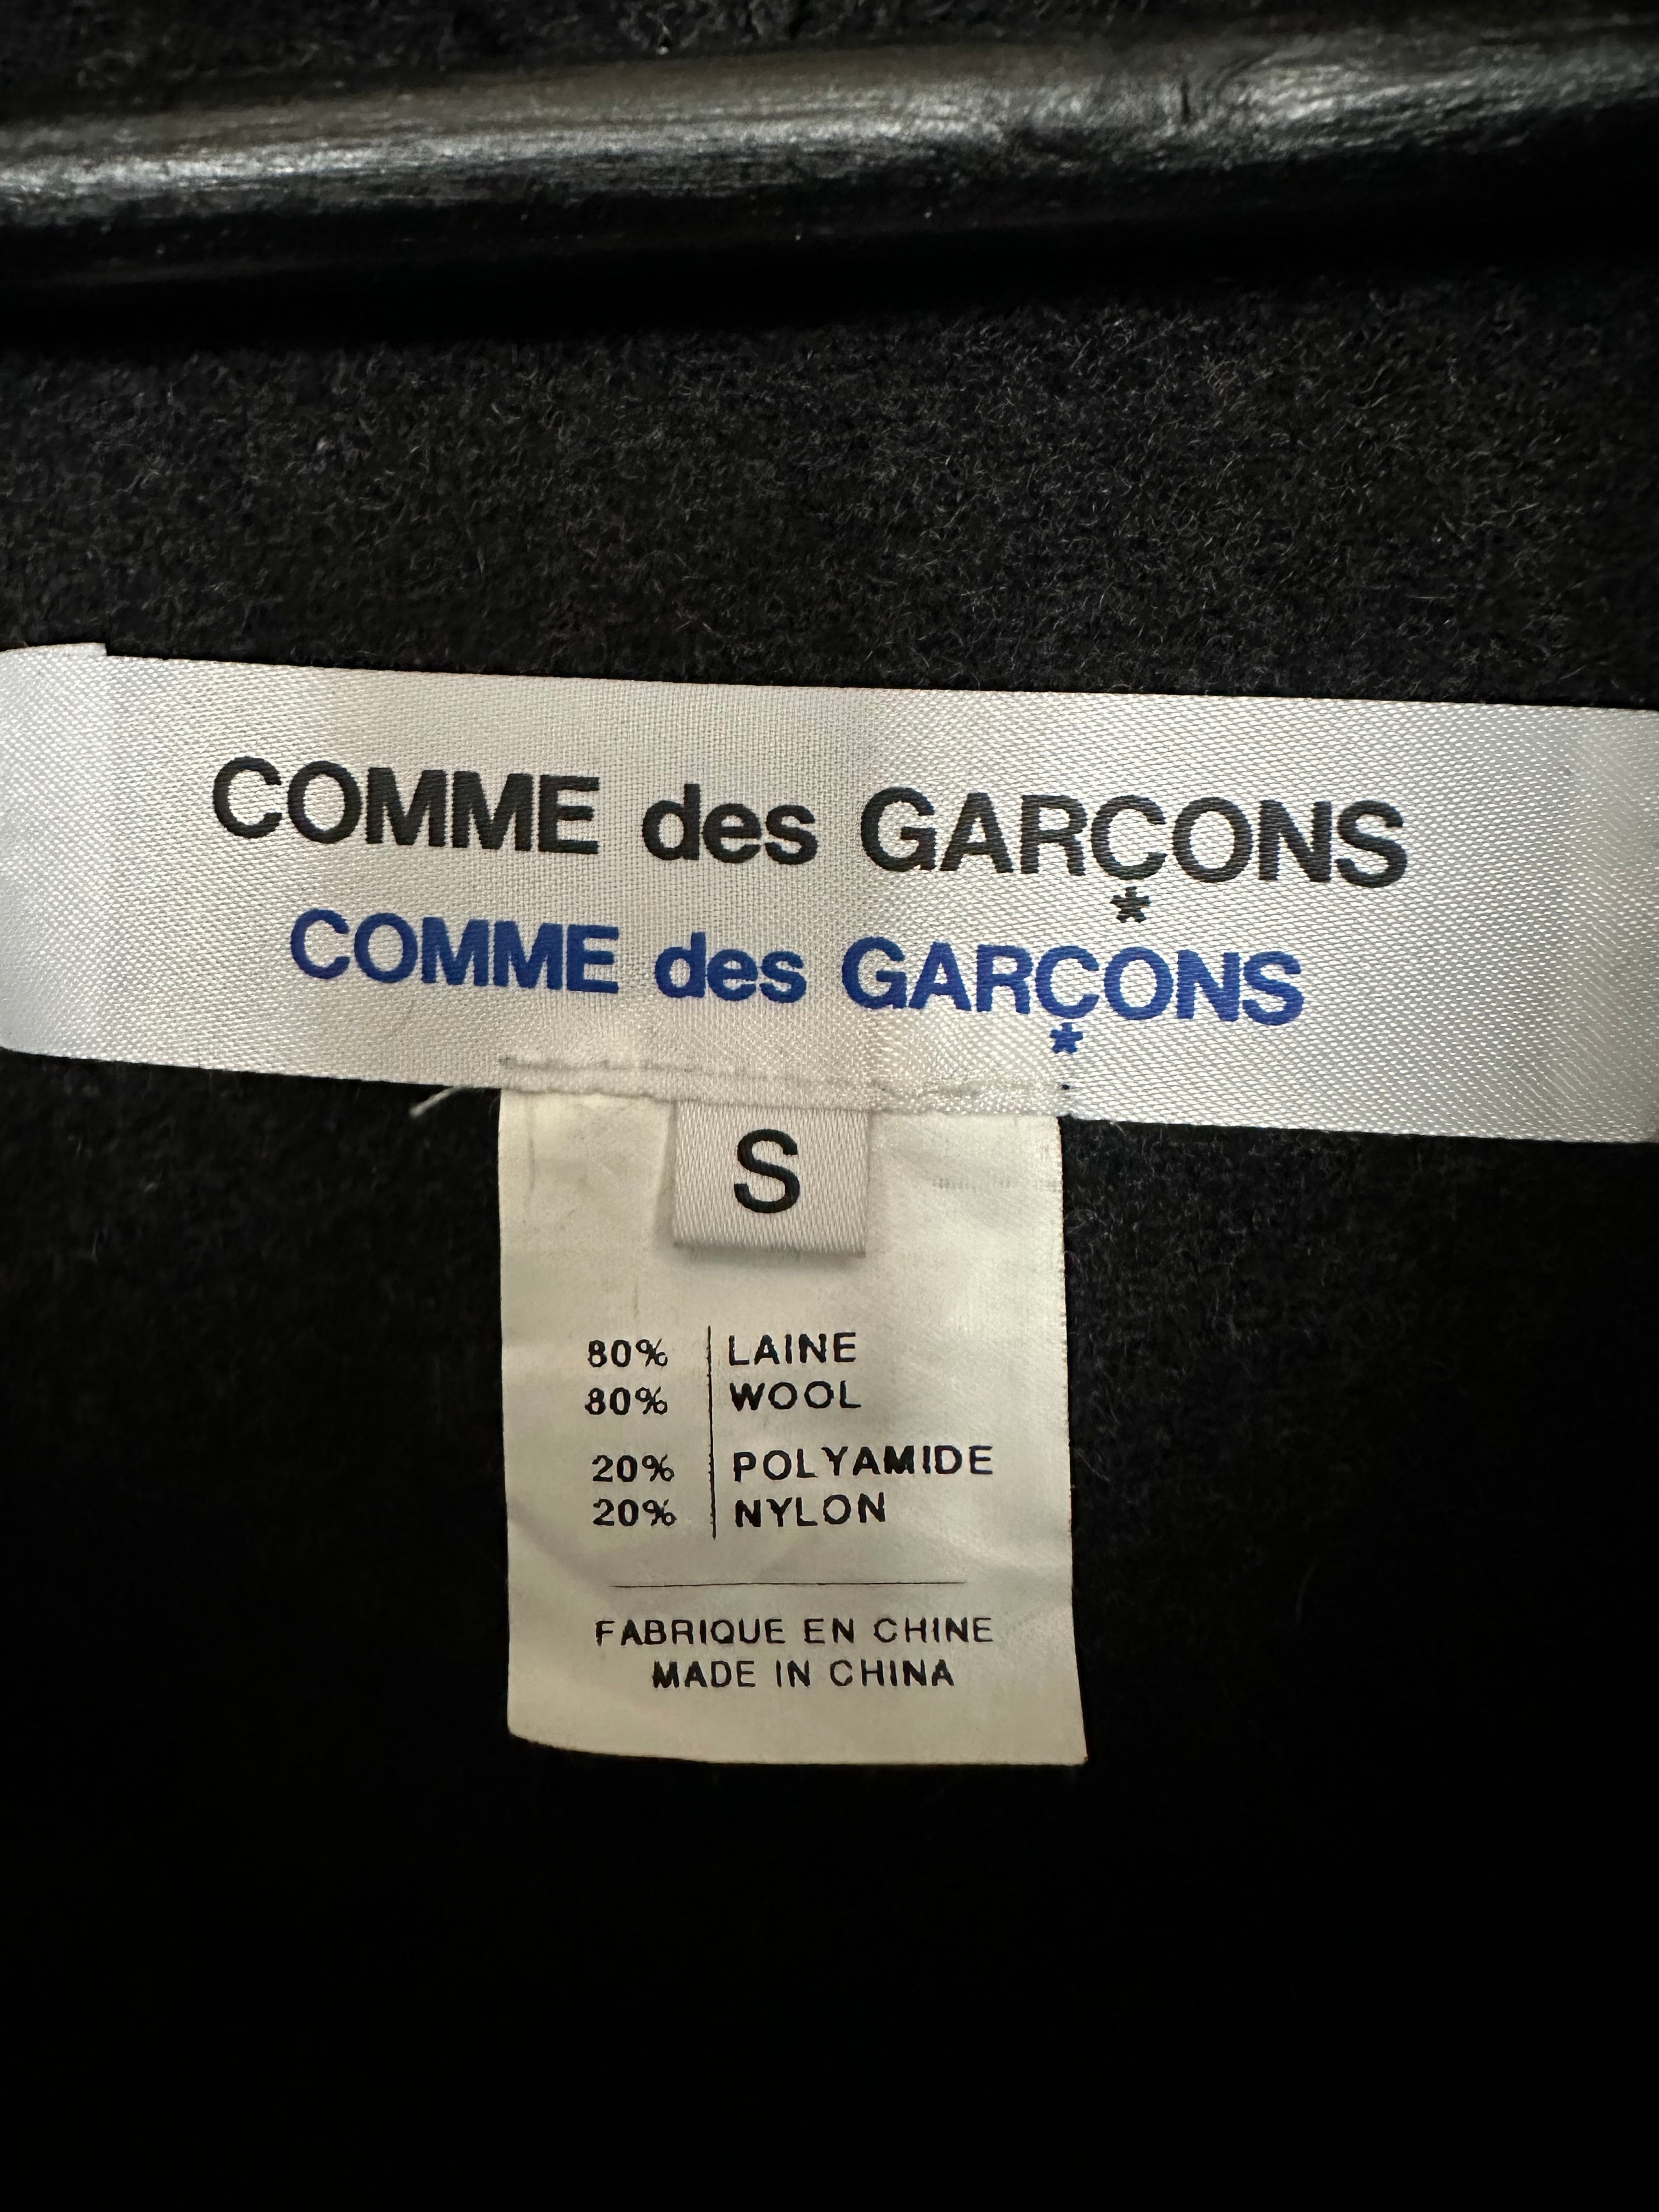 COMME des GARÇONS
COMME des GARÇONS
S
80% LAINE
80% WOOL
20% POLYAMIDE
20% NYLON
FABRIQUE EN CHINE
MADE IN CHINA